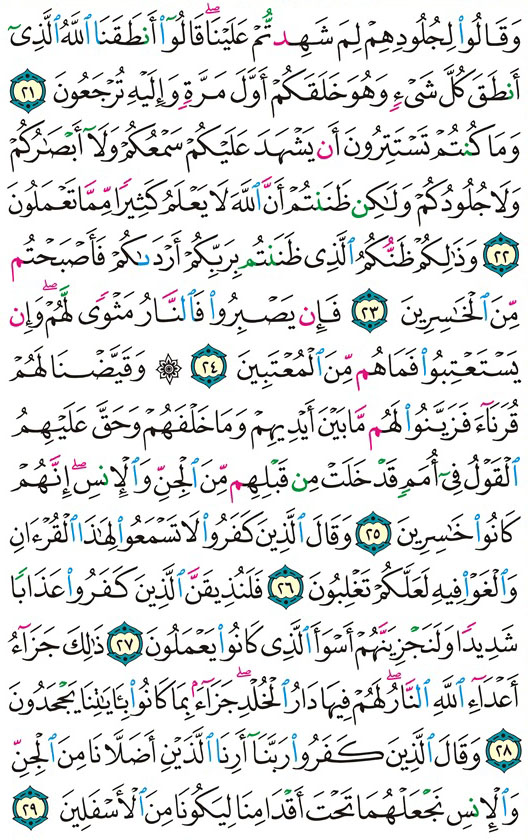 وَقَالُوا۟ لِجُلُودِهِمْ لِمَ شَهِدتُّمْ عَلَيْنَا ۖ قَالُوٓا۟ أَنطَقَنَا ٱللَّهُ ٱلَّذِىٓ
أَنطَقَ كُلَّ شَىْءٍ وَهُوَ خَلَقَكُمْ أَوَّلَ مَرَّةٍ وَإِلَيْهِ تُرْجَعُونَ ٢١
وَمَا كُنتُمْ تَسْتَتِرُونَ أَن يَشْهَدَ عَلَيْكُمْ سَمْعُكُمْ وَلَآ أَبْصَٰرُكُمْ
وَلَا جُلُودُكُمْ وَلَٰكِن ظَنَنتُمْ أَنَّ ٱللَّهَ لَا يَعْلَمُ كَثِيرًا مِّمَّا تَعْمَلُونَ
٢٢ وَذَٰلِكُمْ ظَنُّكُمُ ٱلَّذِى ظَنَنتُم بِرَبِّكُمْ أَرْدَىٰكُمْ فَأَصْبَحْتُم
مِّنَ ٱلْخَٰسِرِينَ ٢٣ فَإِن يَصْبِرُوا۟ فَٱلنَّارُ مَثْوًى لَّهُمْ ۖ وَإِن
يَسْتَعْتِبُوا۟ فَمَا هُم مِّنَ ٱلْمُعْتَبِينَ ٢٤ ۞ وَقَيَّضْنَا لَهُمْ
قُرَنَآءَ فَزَيَّنُوا۟ لَهُم مَّا بَيْنَ أَيْدِيهِمْ وَمَا خَلْفَهُمْ وَحَقَّ عَلَيْهِمُ
ٱلْقَوْلُ فِىٓ أُمَمٍ قَدْ خَلَتْ مِن قَبْلِهِم مِّنَ ٱلْجِنِّ وَٱلْإِنسِ ۖ إِنَّهُمْ
كَانُوا۟ خَٰسِرِينَ ٢٥ وَقَالَ ٱلَّذِينَ كَفَرُوا۟ لَا تَسْمَعُوا۟ لِهَٰذَا ٱلْقُرْءَانِ
وَٱلْغَوْا۟ فِيهِ لَعَلَّكُمْ تَغْلِبُونَ ٢٦ فَلَنُذِيقَنَّ ٱلَّذِينَ كَفَرُوا۟ عَذَابًا
شَدِيدًا وَلَنَجْزِيَنَّهُمْ أَسْوَأَ ٱلَّذِى كَانُوا۟ يَعْمَلُونَ ٢٧ ذَٰلِكَ جَزَآءُ
أَعْدَآءِ ٱللَّهِ ٱلنَّارُ ۖ لَهُمْ فِيهَا دَارُ ٱلْخُلْدِ ۖ جَزَآءًۢ بِمَا كَانُوا۟ بِـَٔايَٰتِنَا يَجْحَدُونَ
٢٨ وَقَالَ ٱلَّذِينَ كَفَرُوا۟ رَبَّنَآ أَرِنَا ٱلَّذَيْنِ أَضَلَّانَا مِنَ ٱلْجِنِّ
وَٱلْإِنسِ نَجْعَلْهُمَا تَحْتَ أَقْدَامِنَا لِيَكُونَا مِنَ ٱلْأَسْفَلِينَ ٢٩